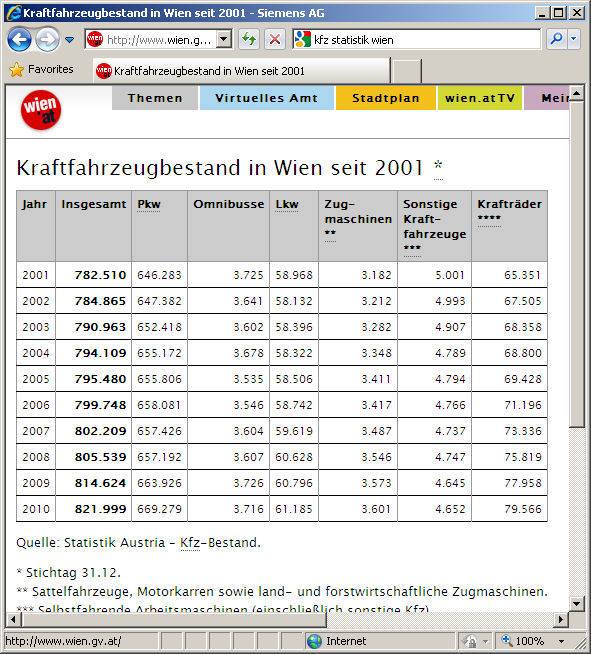 Kraftfahrzeugbestand in Wien seit 2001 - Siemens AG
http://www.wien.g...
kfz statistik wien
Favorites
Kraftfahrzeugbestand in Wien seit 2001
wien.at
Themen Virtuelles Amt Stadtplan wien.at TV Mein
Kraftfahrzeugbestand in Wien seit 2001 *
Jahr Insgesamt Pkw Omnibusse Lkw Zug- Sonstige Krafträder
maschinen Kraft- ****
** fahrzeuge
***
2001 782.510 646.283 3.725 58.968 3.182 5.001 65.351
2002 784.865 647.382 3.641 58.132 3.212 4.993 67.505
2003 790.963 652.418 3.602 58.396 3.282 4.907 68.358
2004 794.109 655.172 3.678 58.322 3.348 4.789 68.800
2005 795.480 655.806 3.535 58.506 3.411 4.794 69.428
2006 799.748 658.081 3.546 58.742 3.417 4.766 71.196
2007 802.209 657.426 3.604 59.619 3.487 4.737 73.336
2008 805.539 657.192 3.607 60.628 3.546 4.747 75.819
2009 814.624 663.926 3.726 60.796 3.573 4.645 77.958
2010 821.999 669.279 3.716 61.185 3.601 4.652 79.566
Quelle: Statistik Austria - Kfz-Bestand.
* Stichtag 31.12.
** Sattelfahrzeuge, Motorkarren sowie land- und forstwirtschaftliche Zugmaschinen.
*** Selbstfahrende Arbeitsmaschinen (einschließlich sonstige Kfz)
http://www.wien.gv.at/ Internet 100%